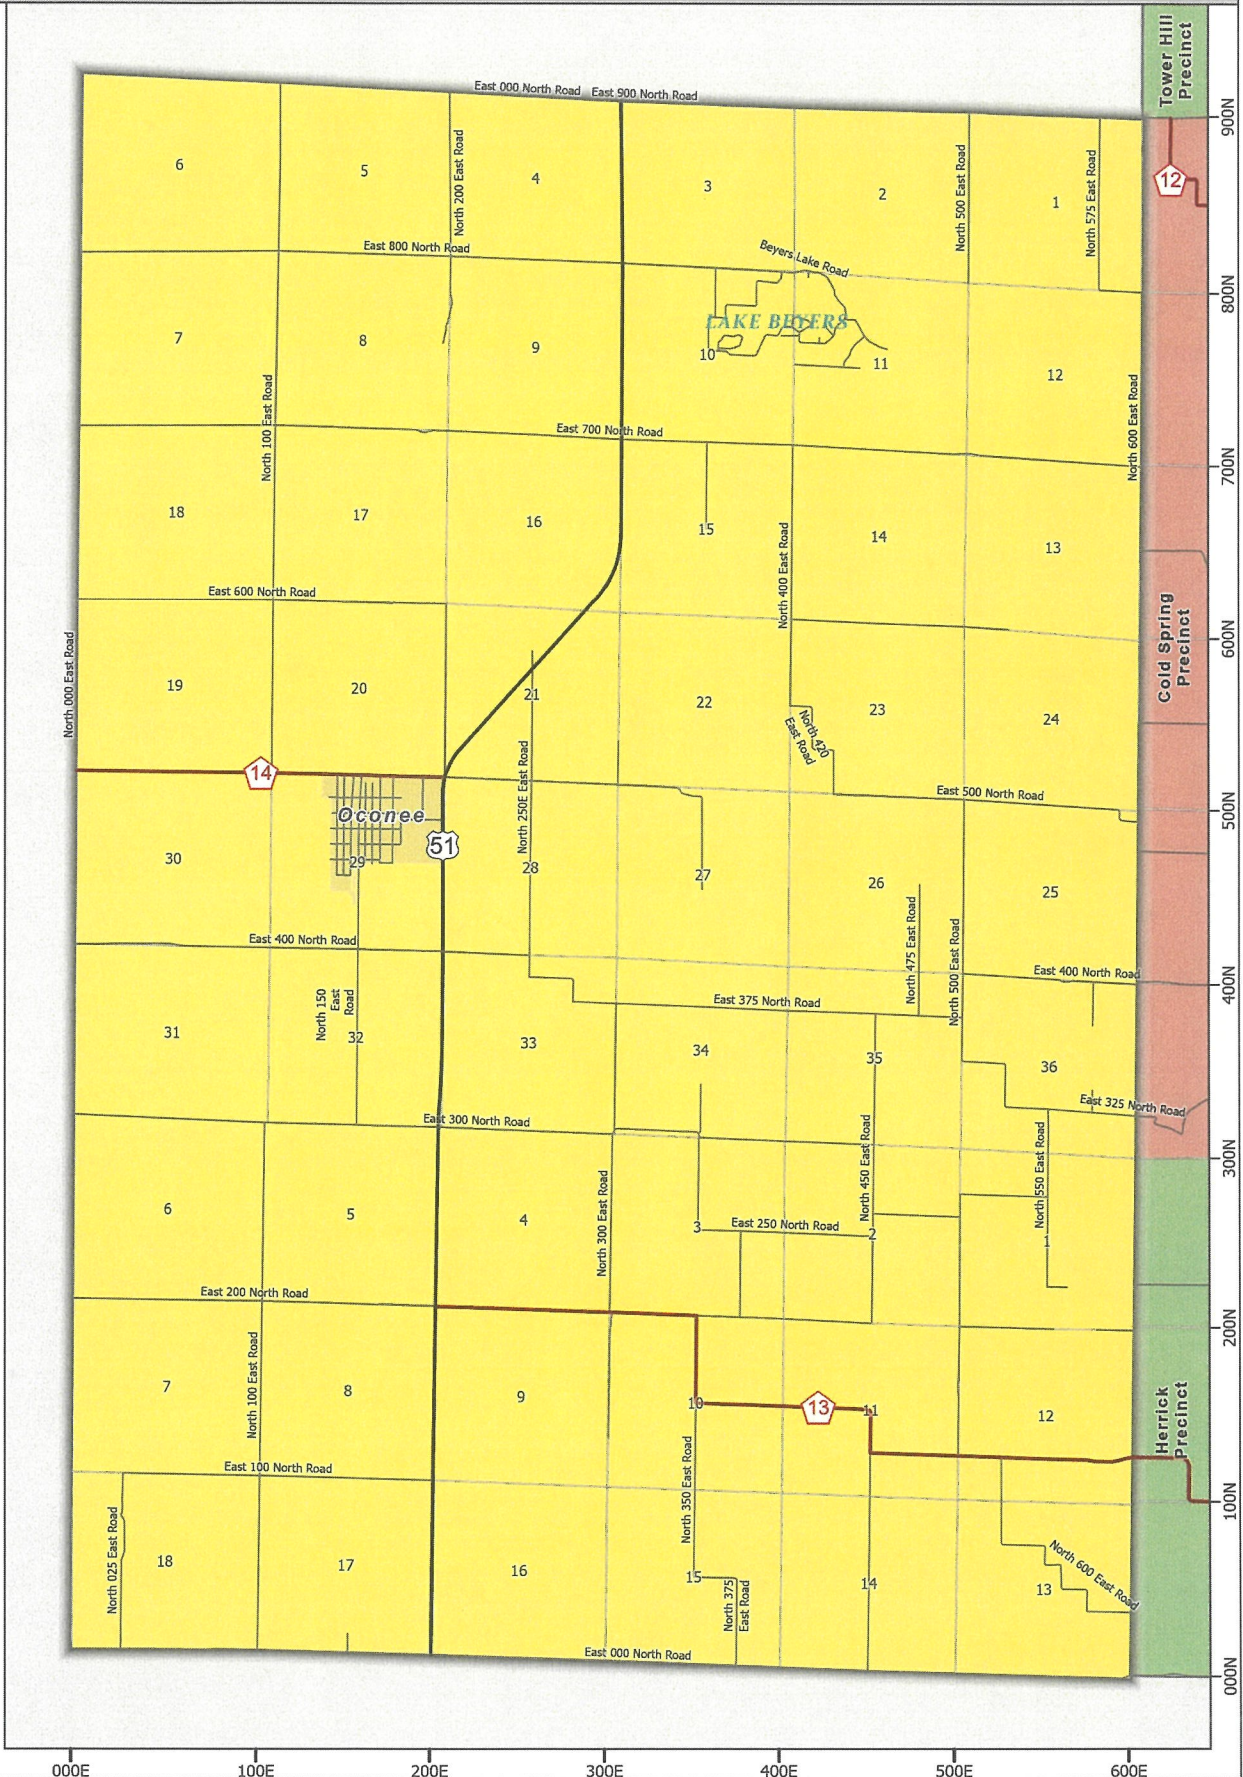 Tower Hill
Precinct
East 000 North Road East 900 North Road
900N
6
5
North 200 East Road
4
3
2
North 500 East Road
1
North 575 East Road
12
East 800 North Road
Beyers Lake Road
800N
7
8
9
LAKE BEYERS
10
11
12
North 100 East Road
North 600 East Road
East 700 North Road
700N
18
17
16
15
14
13
North 400 East Road
East 600 North Road
600N
Cold Spring
Precinct
North 000 East Road
19
20
21
22
23
24
North 420
East Road
14
Oconee
51
North 250E East Road
East 500 North Road
500N
30
29
28
27
26
25
North 475 East Road
North 500 East Road
East 400 North Road
East 400 North Road
400N
North 150
East
Road
East 375 North Road
31
32
33
34
35
36
East 325 North Road
East 300 North Road
300N
North 450 East Road
North 550 East Road
6
5
4
North 300 East Road
3
East 250 North Road
2
1
East 200 North Road
200N
7
North 100 East Road
8
9
10
13
11
12
Herrick
Precinct
East 100 North Road
North 350 East Road
100N
North 025 East Road
18
17
16
15
North 375
East Road
14
13
North 600 East Road
East 000 North Road
000N
000E
100E
200E
300E
400E
500E
600E